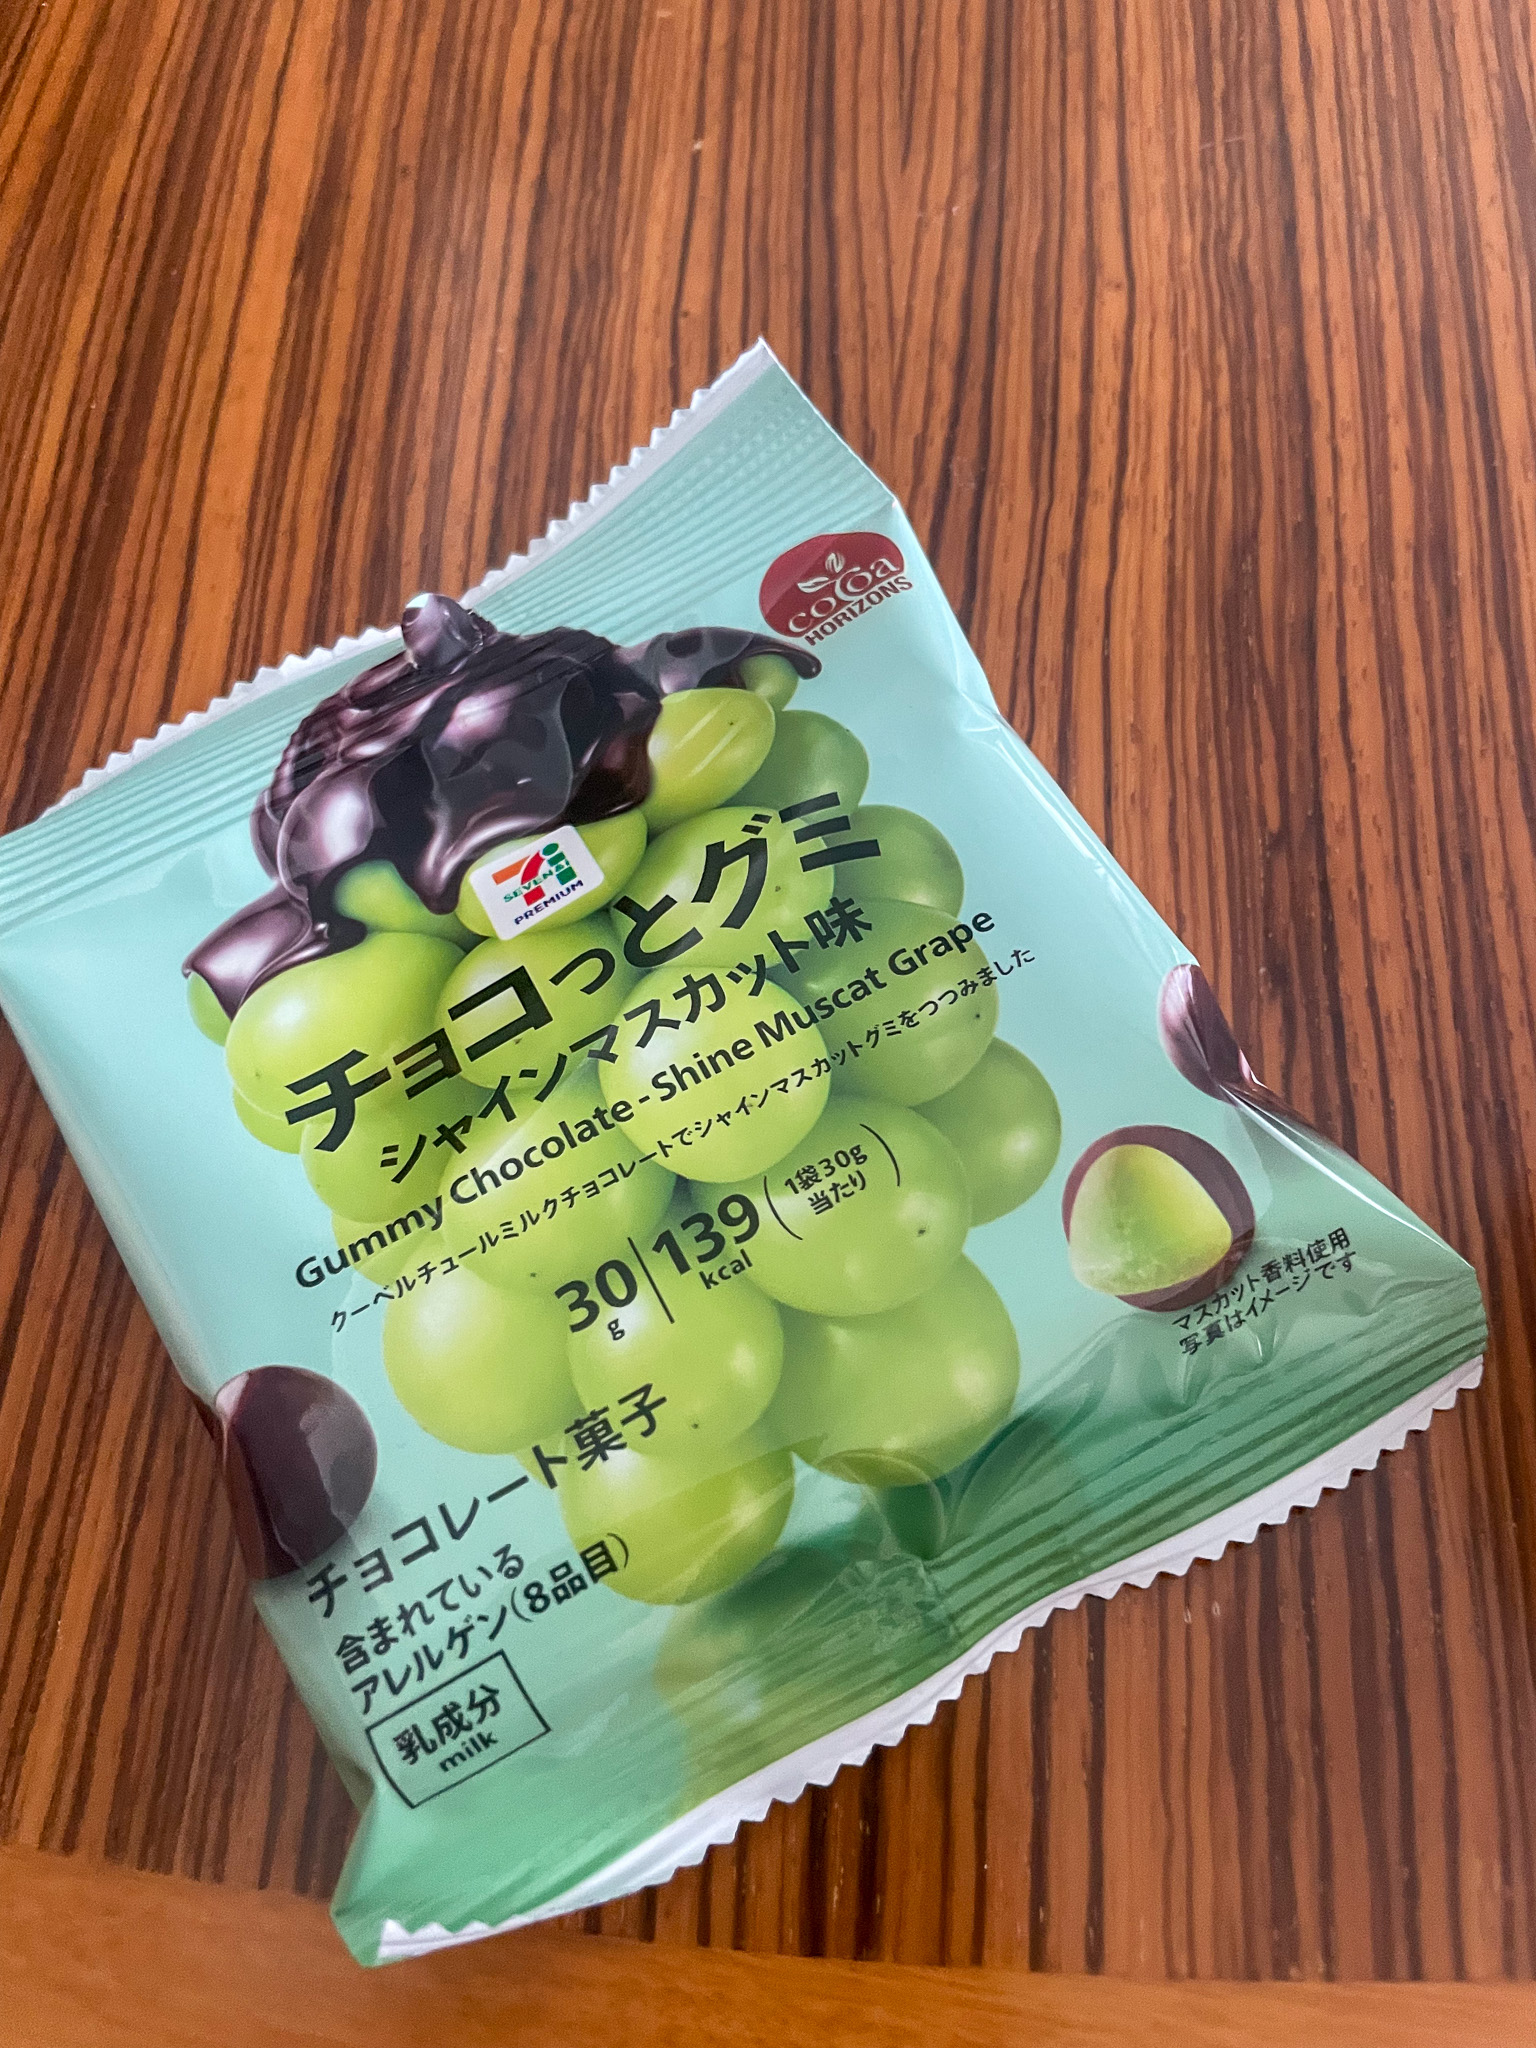 cocoa
HORIZONS
SEVEN&i
PREMIUM
チョコっとグミ
シャインマスカット味
Gummy Chocolate - Shine Muscat Grape
クーベルチュールミルクチョコレートでシャインマスカットグミをつつみました
30g 139kcal (1袋30g当たり)
マスカット香料使用
写真はイメージです
チョコレート菓子
含まれている
アレルゲン(8品目)
乳成分
milk